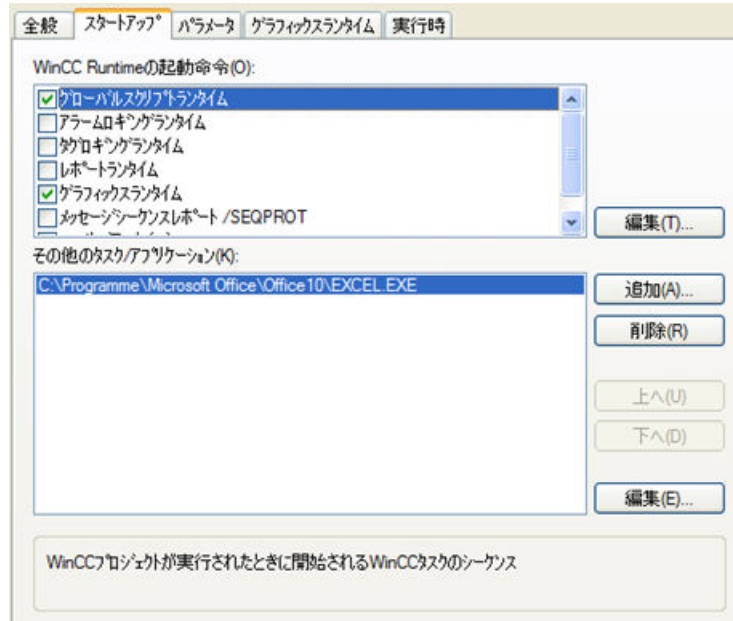 全般 ｽﾀｰﾄｱｯﾌﾟ ﾊﾟﾗﾒｰﾀ ｸﾞﾗﾌｨｯｸｽﾗﾝﾀｲﾑ 実行時
WinCC Runtimeの起動命令(O):
ｸﾞﾛｰﾊﾞﾙｽｸﾘﾌﾟﾄﾗﾝﾀｲﾑ
ｱﾗｰﾑﾛｷﾞﾝｸﾞﾗﾝﾀｲﾑ
ﾀｸﾞﾛｷﾞﾝｸﾞﾗﾝﾀｲﾑ
ﾚﾎﾟｰﾄﾗﾝﾀｲﾑ
ｸﾞﾗﾌｨｯｸｽﾗﾝﾀｲﾑ
ﾒｯｾｰｼﾞｼｰｹﾝｽﾚﾎﾟｰﾄ /SEQPROT
編集(T)...
その他のﾀｽｸ/ｱﾌﾟﾘｹｰｼｮﾝ(K):
C:\Programme\Microsoft Office\Office10\EXCEL.EXE
追加(A)...
削除(R)
上へ(U)
下へ(D)
編集(E)...
WinCCﾌﾟﾛｼﾞｪｸﾄが実行されたときに開始されるWinCCﾀｽｸのｼｰｹﾝｽ